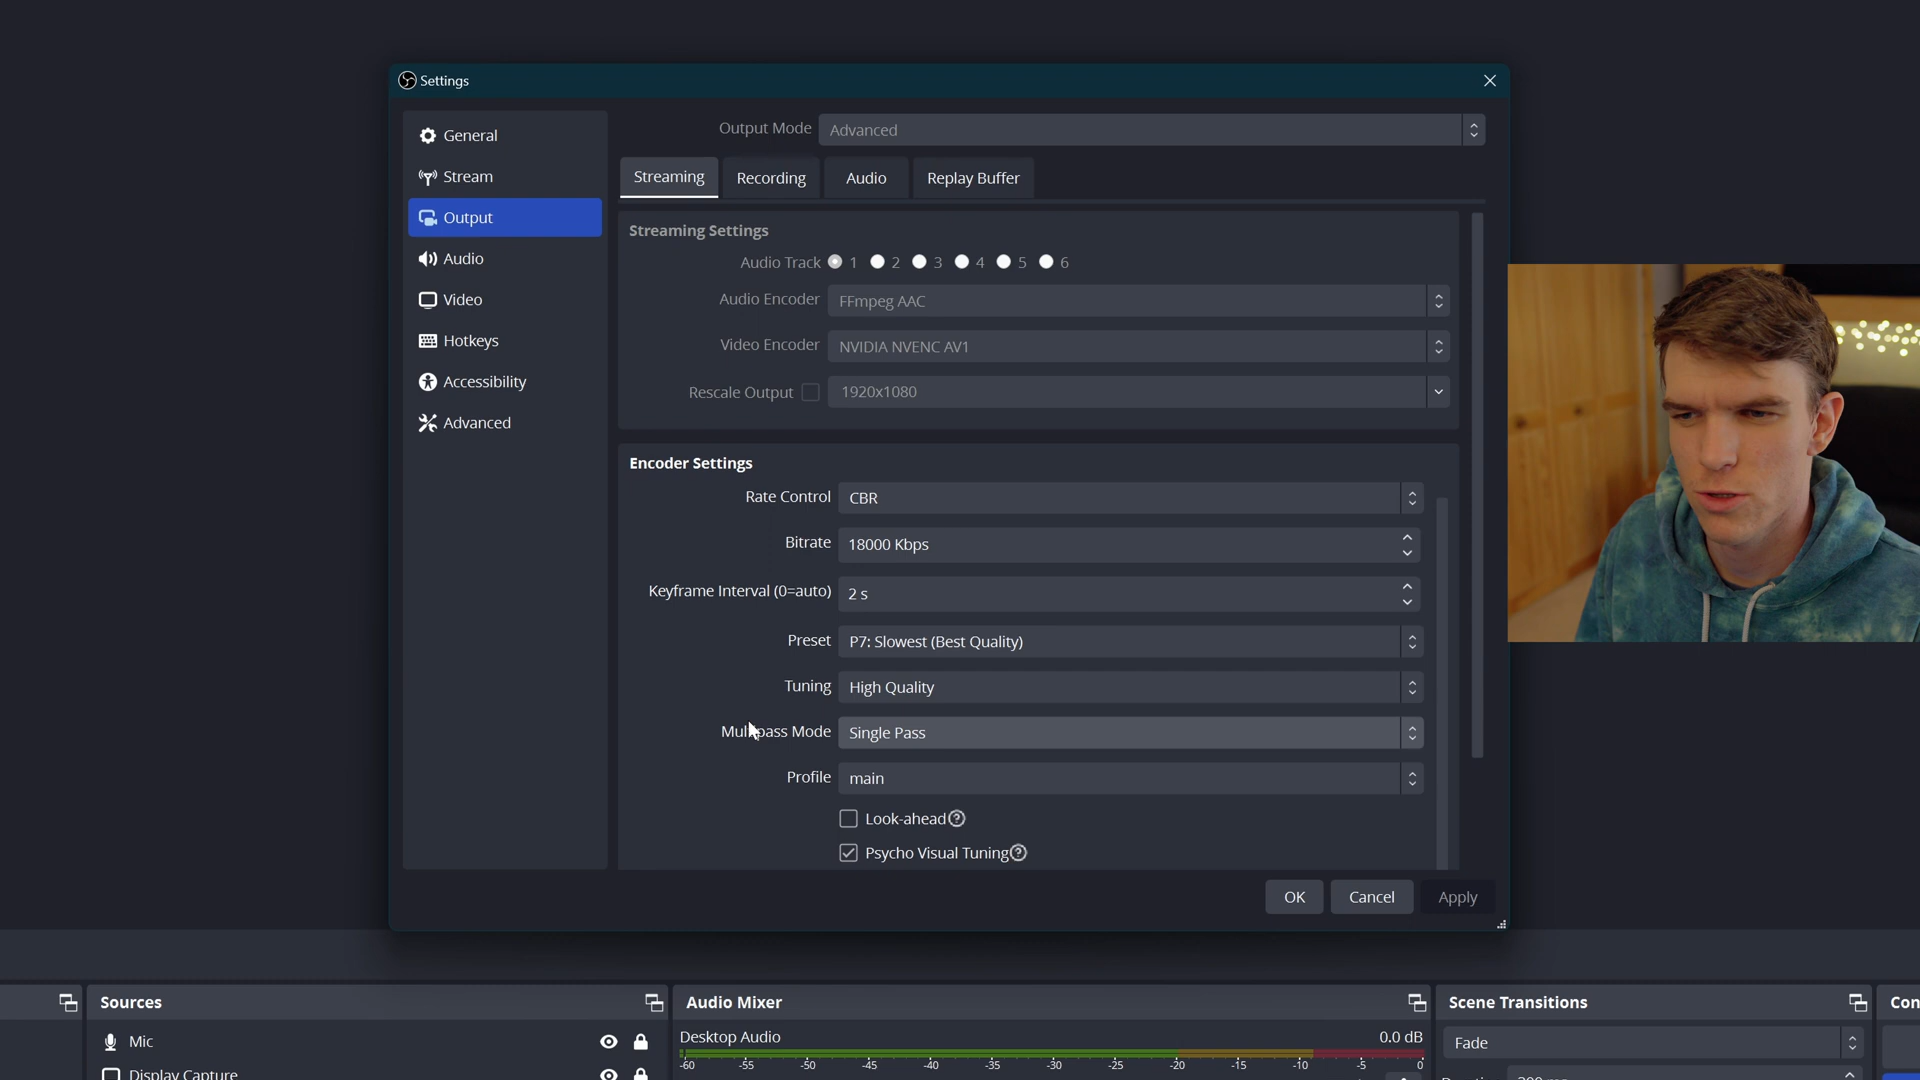 Settings
General
Stream
Output
Audio
Video
Hotkeys
Accessibility
Advanced
Output Mode Advanced
Streaming Recording Audio Replay Buffer
Streaming Settings
Audio Track 1 2 3 4 5 6
Audio Encoder FFmpeg AAC
Video Encoder NVIDIA NVENC AV1
Rescale Output 1920x1080
Encoder Settings
Rate Control CBR
Bitrate 18000 Kbps
Keyframe Interval (0=auto) 2 s
Preset P7: Slowest (Best Quality)
Tuning High Quality
Multipass Mode Single Pass
Profile main
Look-ahead
Psycho Visual Tuning
OK Cancel Apply
Sources Audio Mixer Scene Transitions Con
Mic Desktop Audio 0.0 dB Fade
-60 -55 -50 -45 -40 -35 -30 -25 -20 -15 -10 -5 0
Display Capture